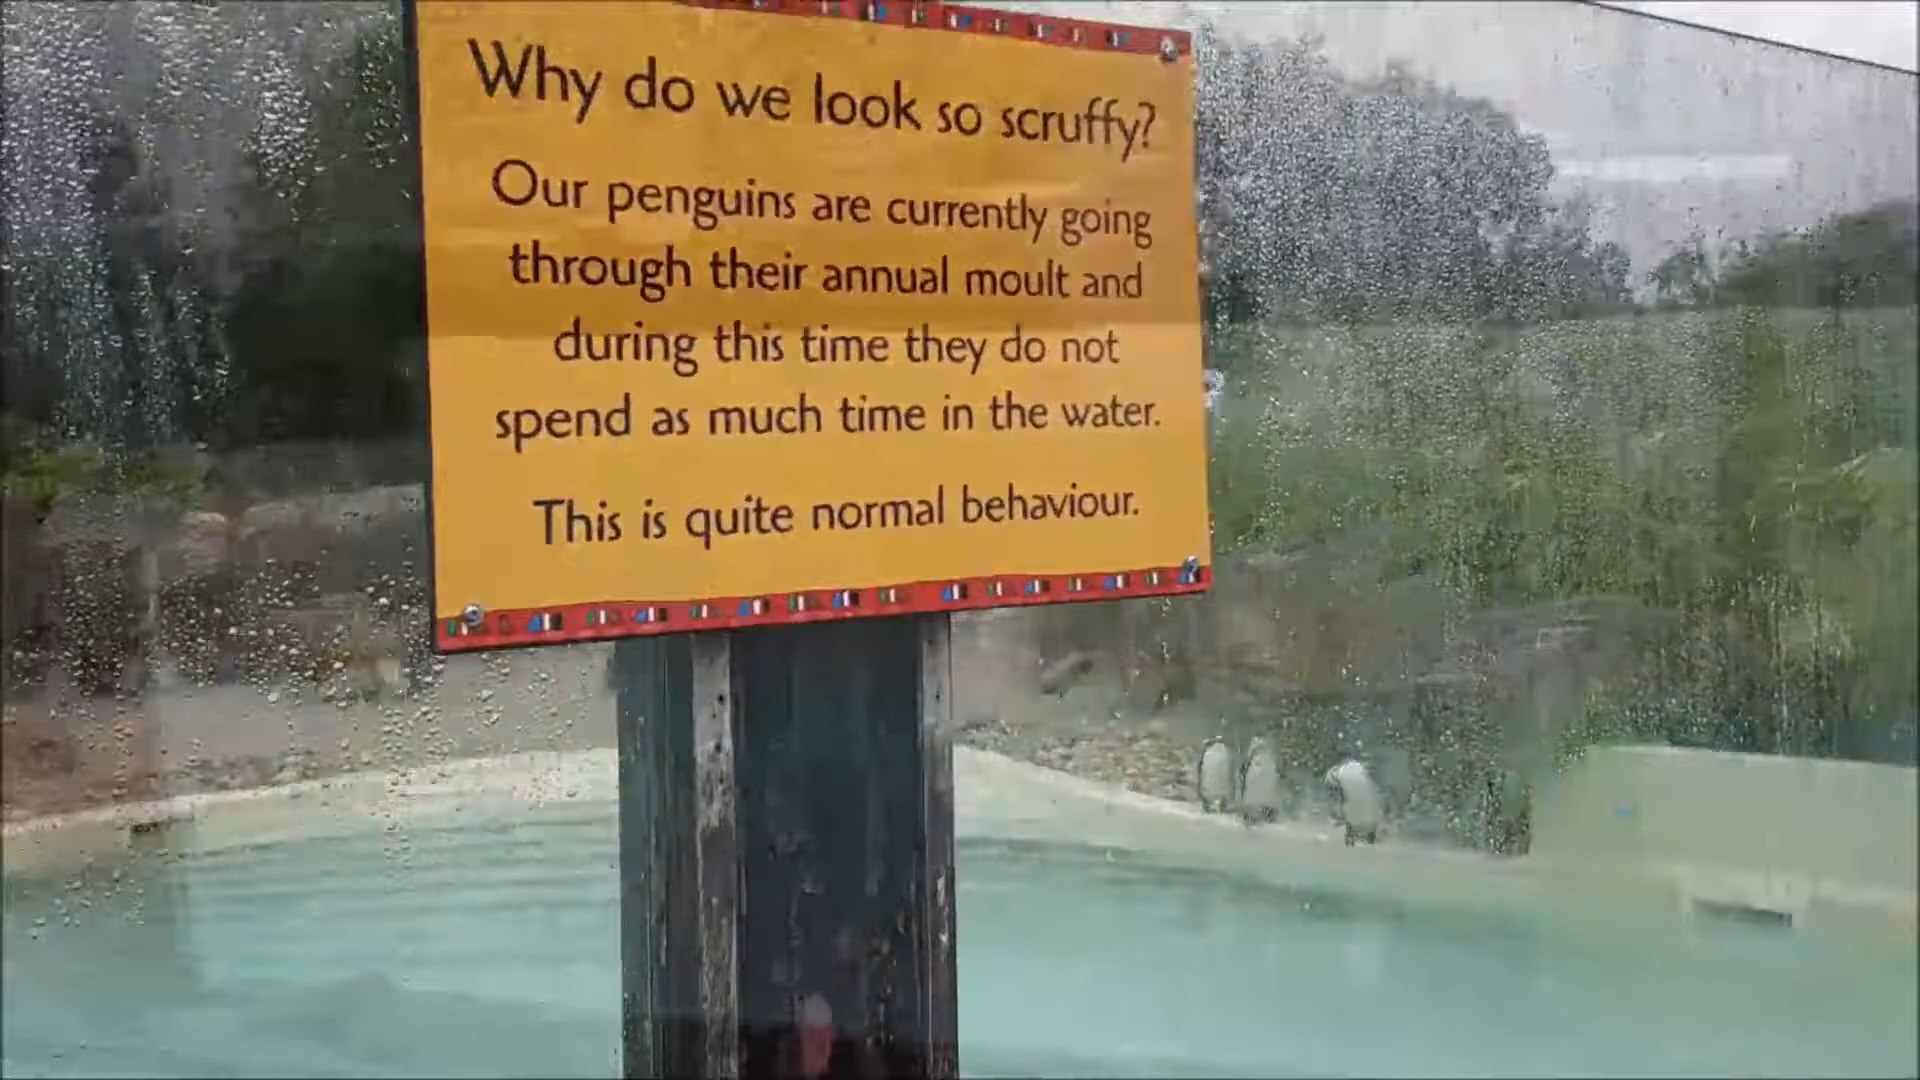 Why do we look so scruffy?
Our penguins are currently going
through their annual moult and
during this time they do not
spend as much time in the water.
This is quite normal behaviour.